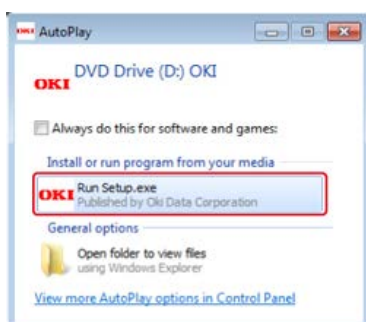 AutoPlay
DVD Drive (D:) OKI
OKI
Always do this for software and games:
Install or run program from your media
OKI Run Setup.exe
Published by Oki Data Corporation
General options
Open folder to view files
using Windows Explorer
View more AutoPlay options in Control Panel